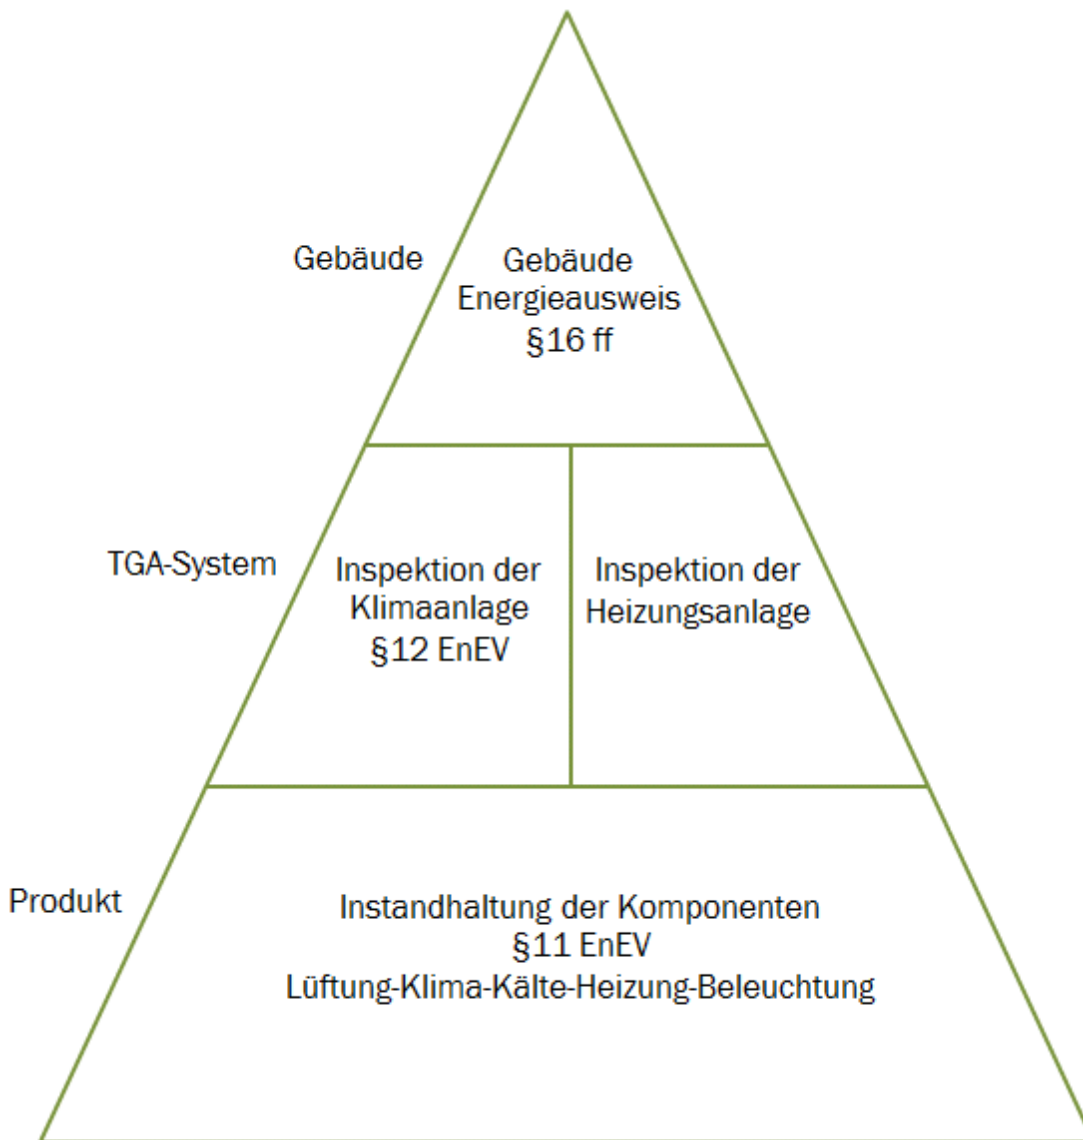 Gebäude
Gebäude
Energieausweis
§16 ff
TGA-System
Inspektion der
Klimaanlage
§12 EnEV
Inspektion der
Heizungsanlage
Produkt
Instandhaltung der Komponenten
§11 EnEV
Lüftung-Klima-Kälte-Heizung-Beleuchtung